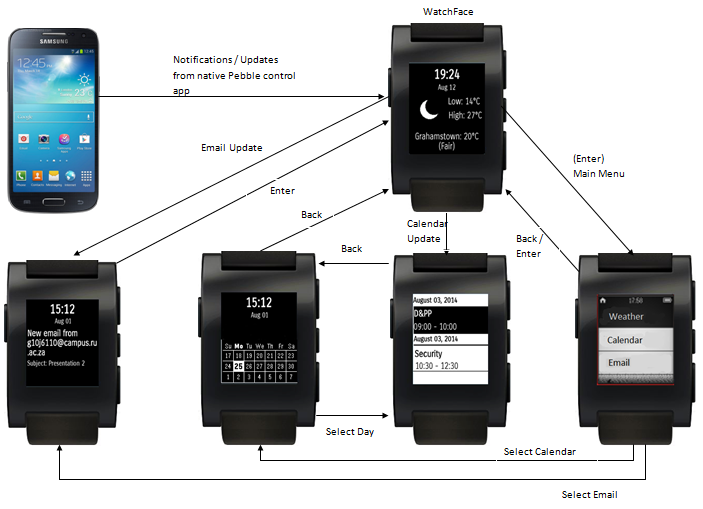 WatchFace
SAMSUNG
Notifications / Updates
from native Pebble control
app
19:24
Aug 12
Low: 14°C
High: 27°C
Grahamstown: 20°C
(Fair)
Google
Email Update
Enter
(Enter)
Main Menu
Back
Calendar
Update
Back
Back /
Enter
15:12
Aug 01
New email from
g10j6110@campus.ru
.ac.za
Subject: Presentation 2
15:12
Aug 01
Su Mo Tu We Th Fr Sa
17 18 19 20 21 22 23
24 25 26 27 28 29 30
1 2 3 4 5 6 7
August 03, 2014
D&PP
09:00 - 10:00
August 03, 2014
Security
10:30 - 12:30
17:58
Weather
Calendar
Email
Select Day
Select Calendar
Select Email